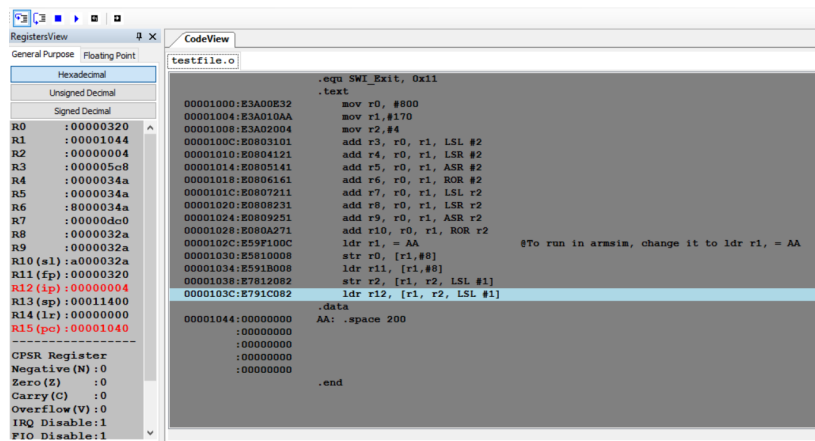 RegistersView
General Purpose Floating Point
Hexadecimal
Unsigned Decimal
Signed Decimal
R0 :00000320
R1 :00001044
R2 :00000004
R3 :000005c8
R4 :0000034a
R5 :0000034a
R6 :8000034a
R7 :00000dc0
R8 :0000032a
R9 :0000032a
R10(sl):a000032a
R11(fp):00000320
R12(ip):00000004
R13(sp):00011400
R14(lr):00000000
R15(pc):00001040
------------------
CPSR Register
Negative(N):0
Zero(Z) :0
Carry(C) :0
Overflow(V):0
IRQ Disable:1
FIQ Disable:1
CodeView
testfile.o
.equ SWI_Exit, 0x11
.text
00001000:E3A00E32 mov r0, #800
00001004:E3A010AA mov r1,#170
00001008:E3A02004 mov r2,#4
0000100C:E0803101 add r3, r0, r1, LSL #2
00001010:E0804121 add r4, r0, r1, LSR #2
00001014:E0805141 add r5, r0, r1, ASR #2
00001018:E0806161 add r6, r0, r1, ROR #2
0000101C:E0807211 add r7, r0, r1, LSL r2
00001020:E0808231 add r8, r0, r1, LSR r2
00001024:E0809251 add r9, r0, r1, ASR r2
00001028:E080A271 add r10, r0, r1, ROR r2
0000102C:E59F100C ldr r1, = AA @To run in armsim, change it to ldr r1, = AA
00001030:E5810008 str r0, [r1,#8]
00001034:E591B008 ldr r11, [r1,#8]
00001038:E7812082 str r2, [r1, r2, LSL #1]
0000103C:E791C082 ldr r12, [r1, r2, LSL #1]
.data
00001044:00000000 AA: .space 200
:00000000
:00000000
:00000000
:00000000
.end